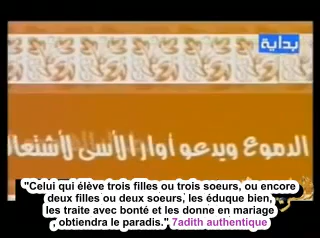 بداية
الدموع ويدعو أوار الأسى لأشتعا
"Celui qui élève trois filles ou trois soeurs, ou encore
deux filles ou deux soeurs, les éduque bien,
les traite avec bonté et les donne en mariage
, obtiendra le paradis." 7adith authentique